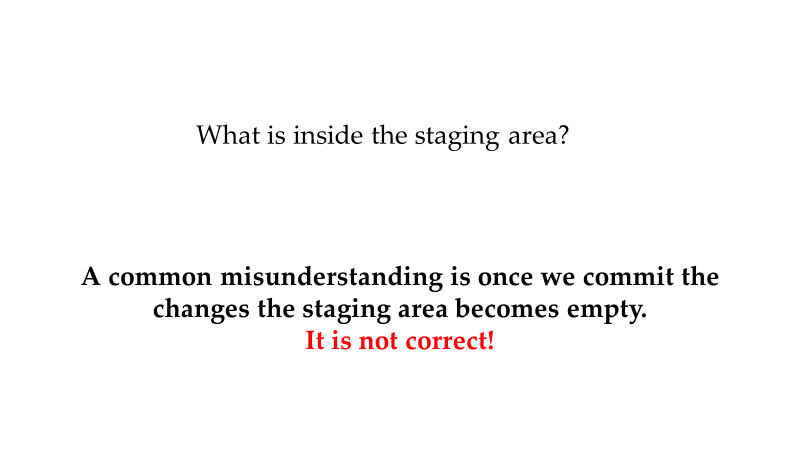 What is inside the staging area?
A common misunderstanding is once we commit the
changes the staging area becomes empty.
It is not correct!